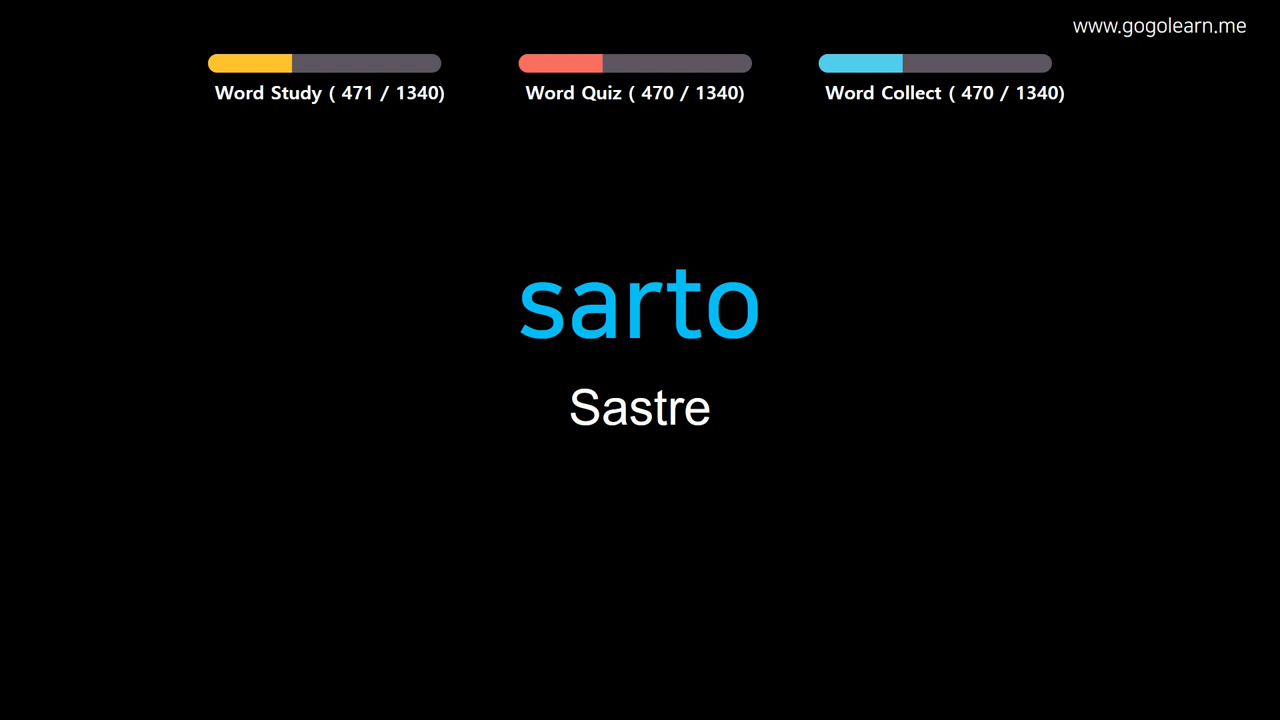 www.gogolearn.me
Word Study ( 471 / 1340)
Word Quiz ( 470 / 1340)
Word Collect ( 470 / 1340)
sarto
Sastre